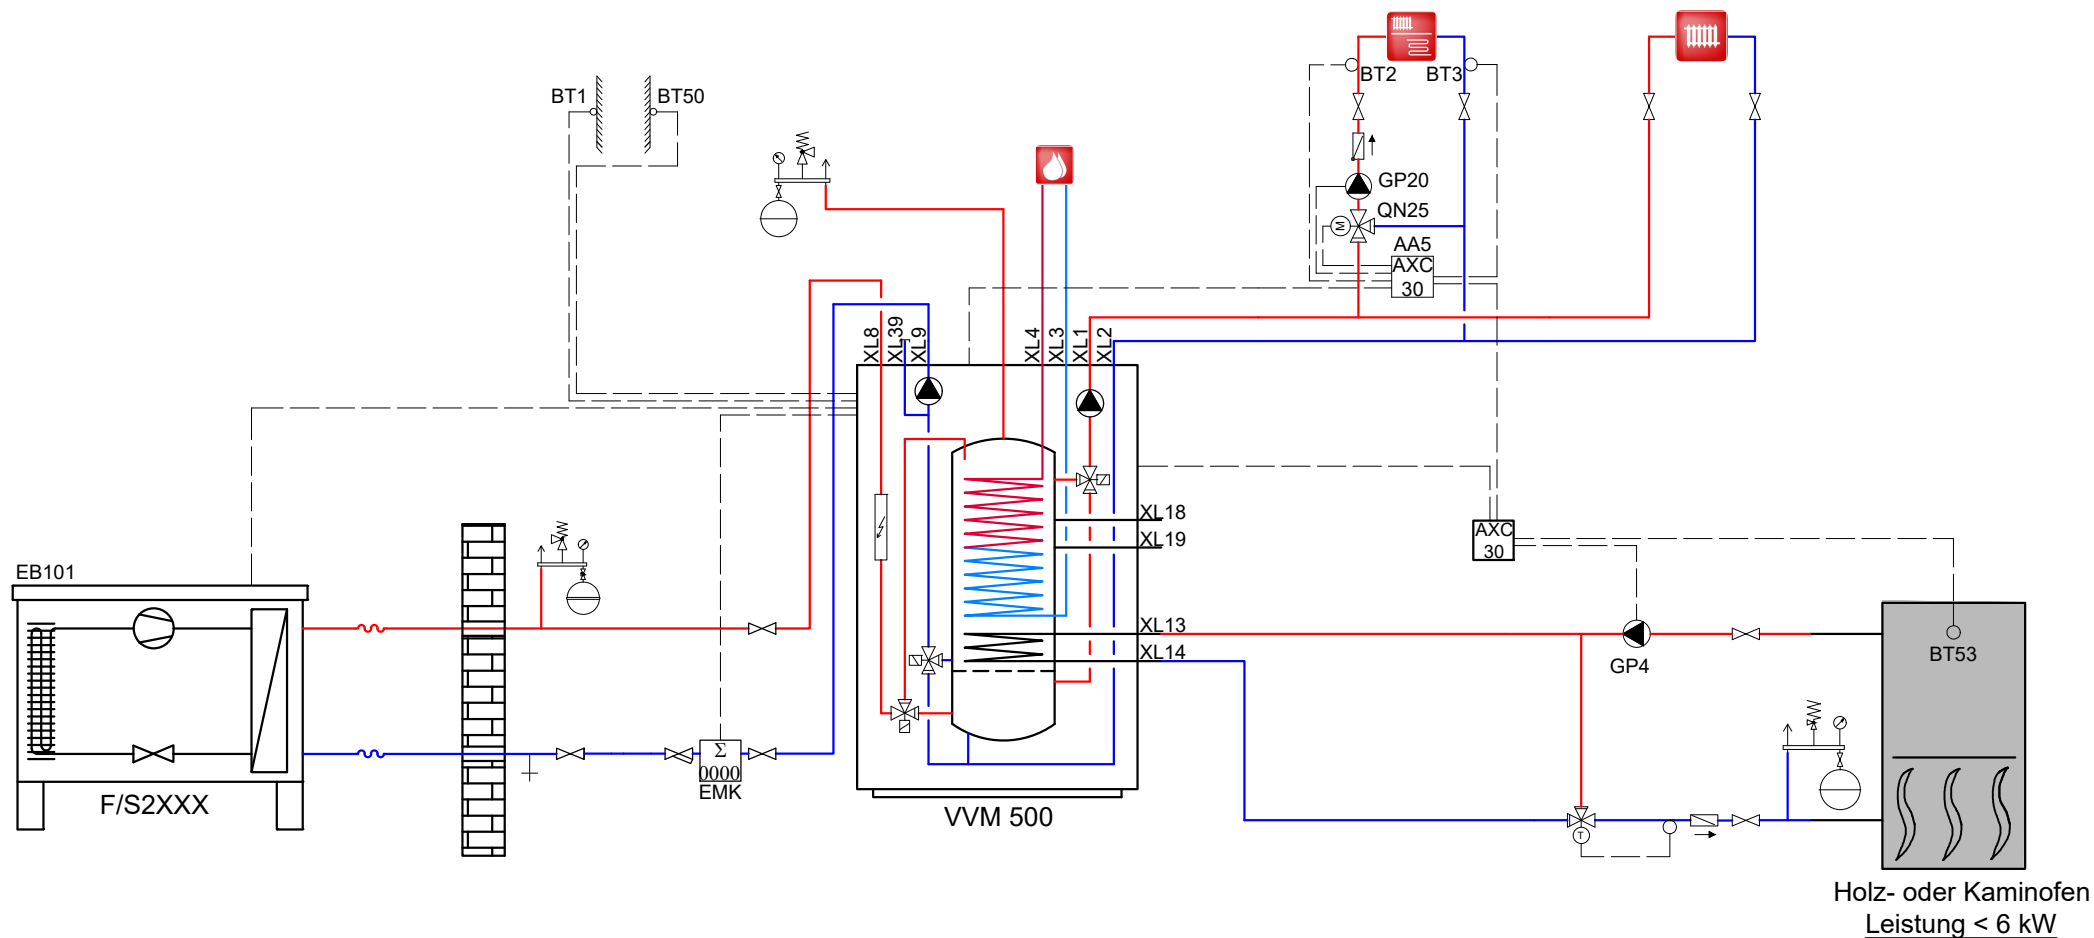 BT1
BT50
BT2
BT3
GP20
QN25
AA5
AXC
30
M
XL8
XL39
XL9
XL4
XL3
XL1
XL2
XL18
XL19
XL13
XL14
AXC
30
EB101
GP4
BT53
Σ
0000
EMK
F/S2XXX
VVM 500
T
Holz- oder Kaminofen
Leistung < 6 kW